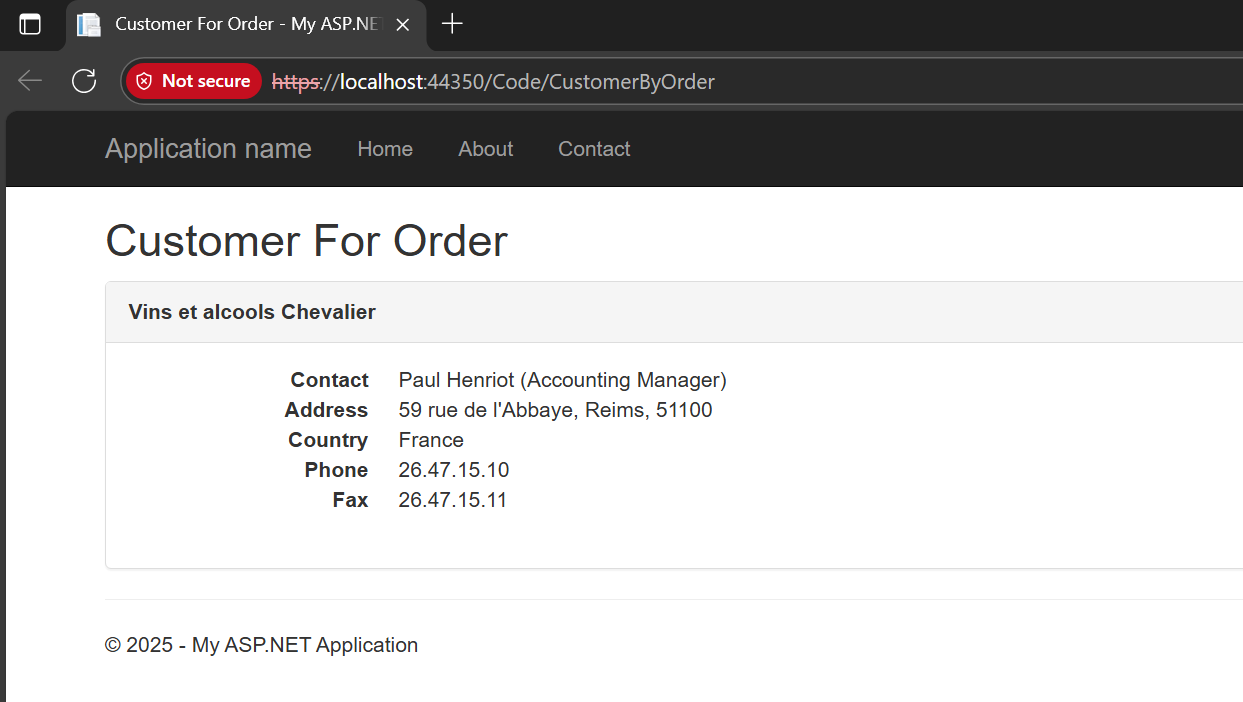 Customer For Order - My ASP.NE
Not secure https://localhost:44350/Code/CustomerByOrder
Application name Home About Contact
Customer For Order
Vins et alcools Chevalier
Contact Paul Henriot (Accounting Manager)
Address 59 rue de l'Abbaye, Reims, 51100
Country France
Phone 26.47.15.10
Fax 26.47.15.11
© 2025 - My ASP.NET Application